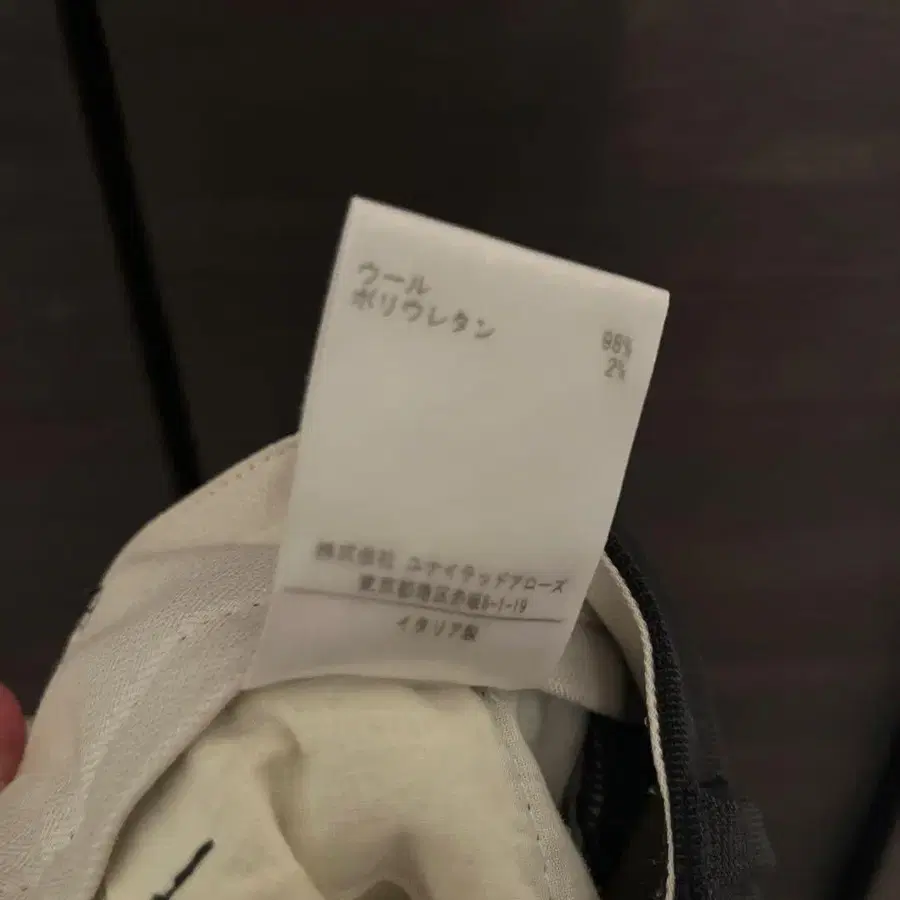 ウール
ポリウレタン
98%
2%
株式会社 ユナイテッドアローズ
東京都港区赤坂8-1-19
イタリア製